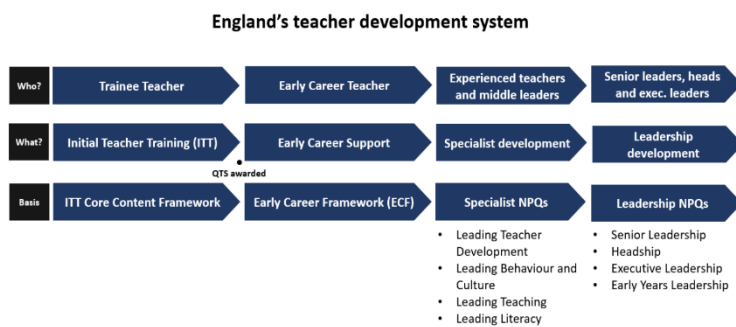 England's teacher development system
Who?
Trainee Teacher
Early Career Teacher
Experienced teachers
and middle leaders
Senior leaders, heads
and exec. leaders
What?
Initial Teacher Training (ITT)
Early Career Support
Specialist development
Leadership
development
QTS awarded
Basis
ITT Core Content Framework
Early Career Framework (ECF)
Specialist NPQs
Leadership NPQs
• Leading Teacher
Development
• Leading Behaviour and
Culture
• Leading Teaching
• Leading Literacy
• Senior Leadership
• Headship
• Executive Leadership
• Early Years Leadership